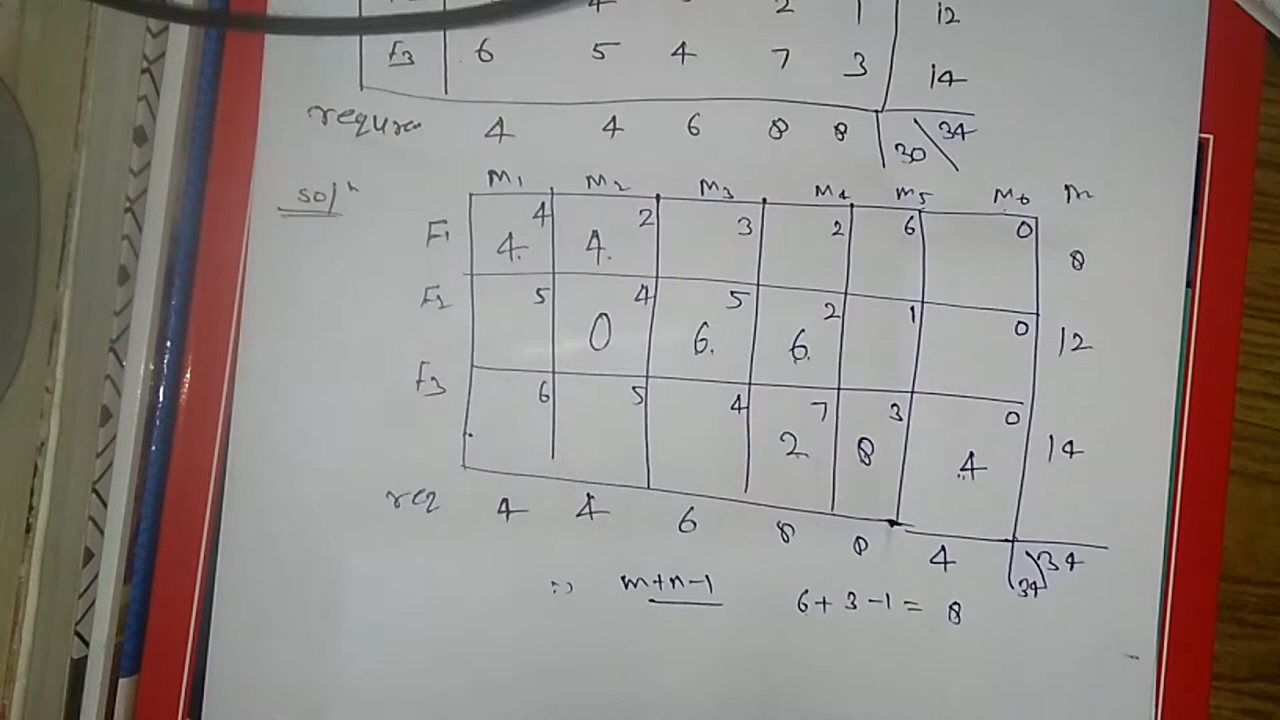 4 2 1 12
F3 6 5 4 7 3 14
4 4 6 8 8 30 34
solⁿ
M1 M2 M3 M4 M5 M6
F1 4 4 4 2 3 2 6 0 8
F2 5 0 4 6 5 6 2 1 0 12
F3 6 5 4 2 7 8 3 4 0 14
req 4 4 6 8 8 4 34 34
m+n-1 6+3-1= 8